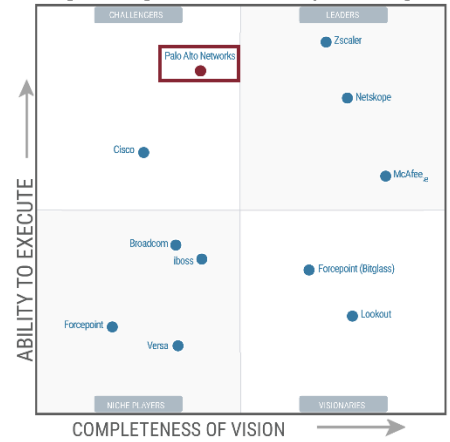 CHALLENGERS
LEADERS
Palo Alto Networks
Zscaler
Netskope
Cisco
McAfee
Broadcom
iboss
Forcepoint (Bitglass)
Lookout
Forcepoint
Versa
NICHE PLAYERS
VISIONARIES
ABILITY TO EXECUTE
COMPLETENESS OF VISION